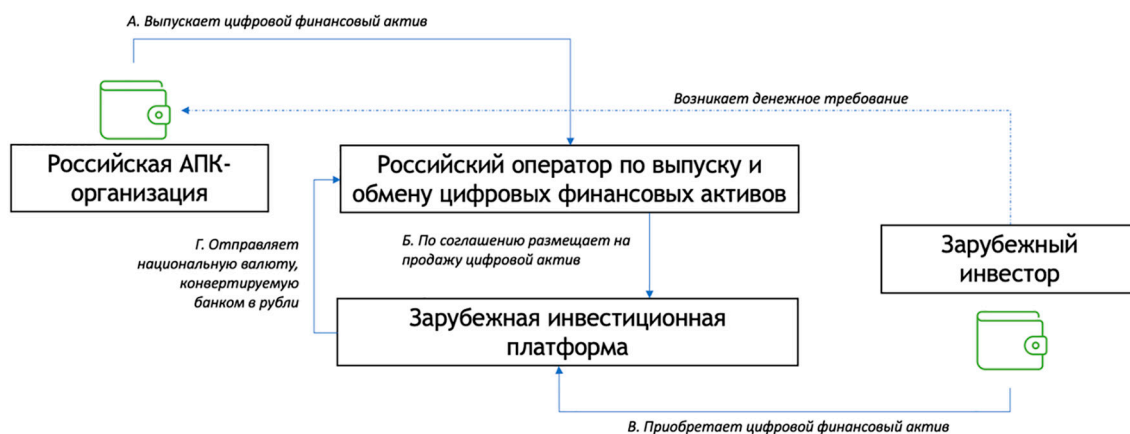 А. Выпускает цифровой финансовый актив
Возникает денежное требование
Российская АПК-
организация
Российский оператор по выпуску и
обмену цифровых финансовых активов
Г. Отправляет
национальную валюту,
конвертируемую
банком в рубли
Б. По соглашению размещает на
продажу цифровой актив
Зарубежный
инвестор
Зарубежная инвестиционная
платформа
В. Приобретает цифровой финансовый актив